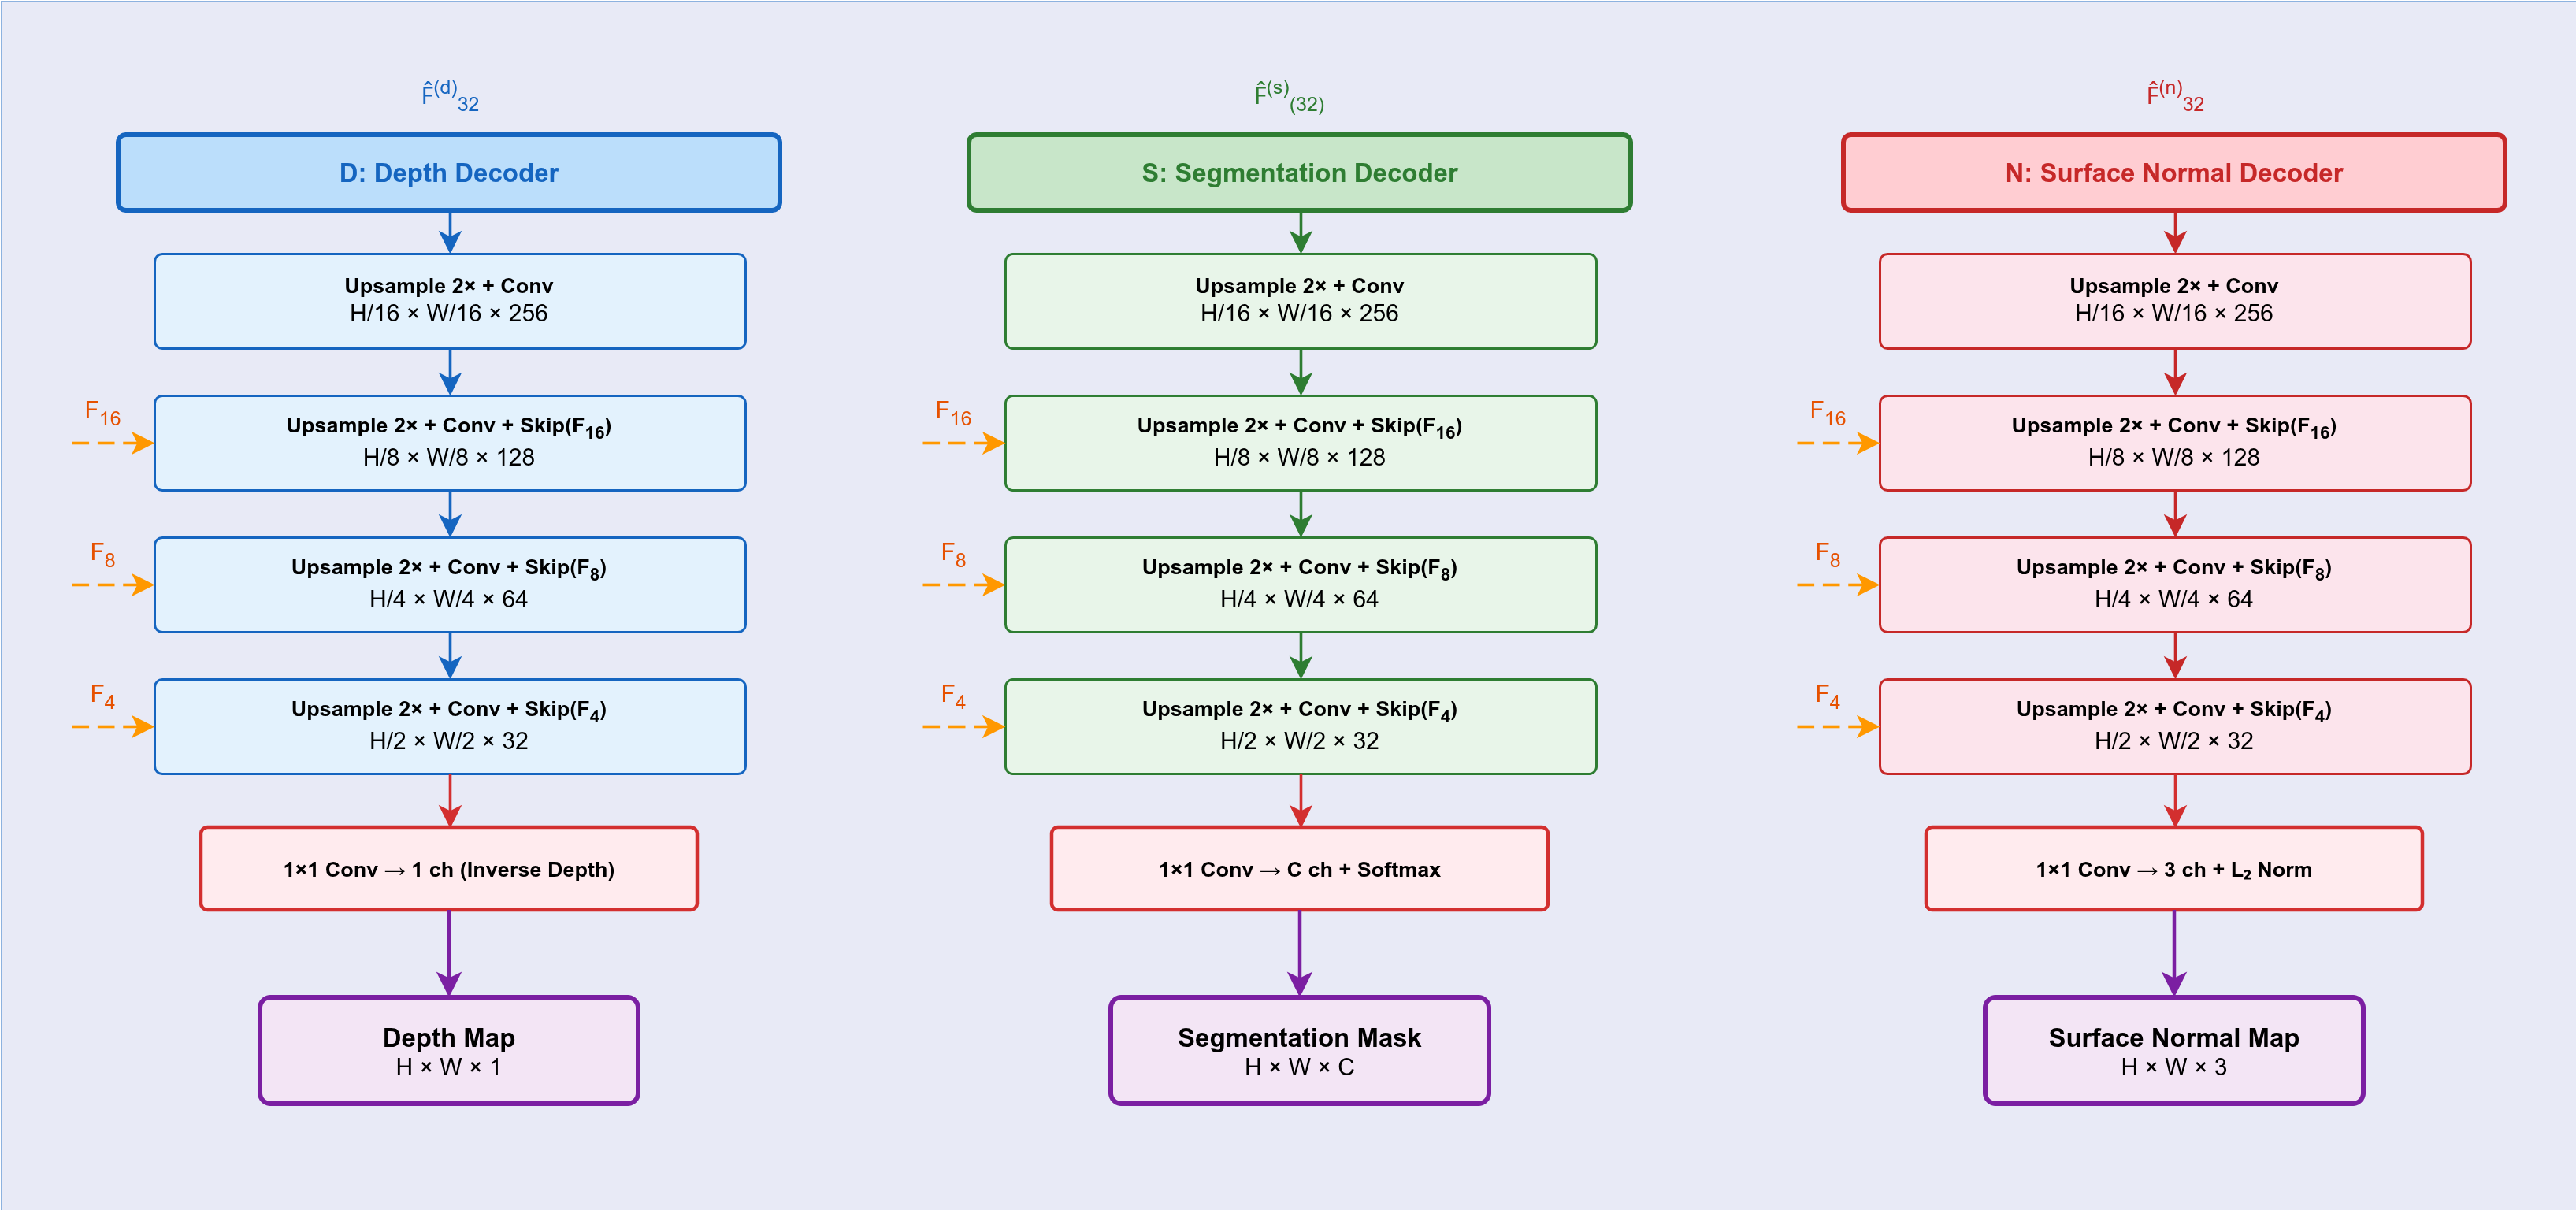 F̂(d)32
D: Depth Decoder
Upsample 2× + Conv
H/16 × W/16 × 256
F16
Upsample 2× + Conv + Skip(F16)
H/8 × W/8 × 128
F8
Upsample 2× + Conv + Skip(F8)
H/4 × W/4 × 64
F4
Upsample 2× + Conv + Skip(F4)
H/2 × W/2 × 32
1×1 Conv → 1 ch (Inverse Depth)
Depth Map
H × W × 1
F̂(s)(32)
S: Segmentation Decoder
Upsample 2× + Conv
H/16 × W/16 × 256
F16
Upsample 2× + Conv + Skip(F16)
H/8 × W/8 × 128
F8
Upsample 2× + Conv + Skip(F8)
H/4 × W/4 × 64
F4
Upsample 2× + Conv + Skip(F4)
H/2 × W/2 × 32
1×1 Conv → C ch + Softmax
Segmentation Mask
H × W × C
F̂(n)32
N: Surface Normal Decoder
Upsample 2× + Conv
H/16 × W/16 × 256
F16
Upsample 2× + Conv + Skip(F16)
H/8 × W/8 × 128
F8
Upsample 2× + Conv + Skip(F8)
H/4 × W/4 × 64
F4
Upsample 2× + Conv + Skip(F4)
H/2 × W/2 × 32
1×1 Conv → 3 ch + L₂ Norm
Surface Normal Map
H × W × 3